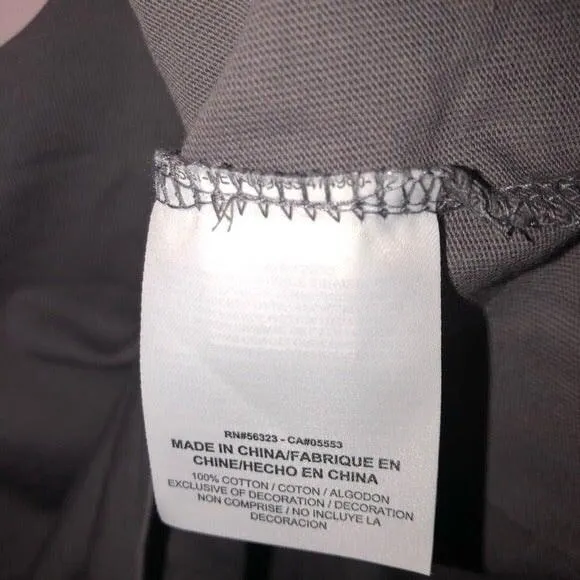 RN#56323 - CA#05553
MADE IN CHINA/FABRIQUE EN
CHINE/HECHO EN CHINA
100% COTTON / COTON / ALGODON
EXCLUSIVE OF DECORATION / DECORATION
NON COMPRISE / NO INCLUYE LA
DECORACION